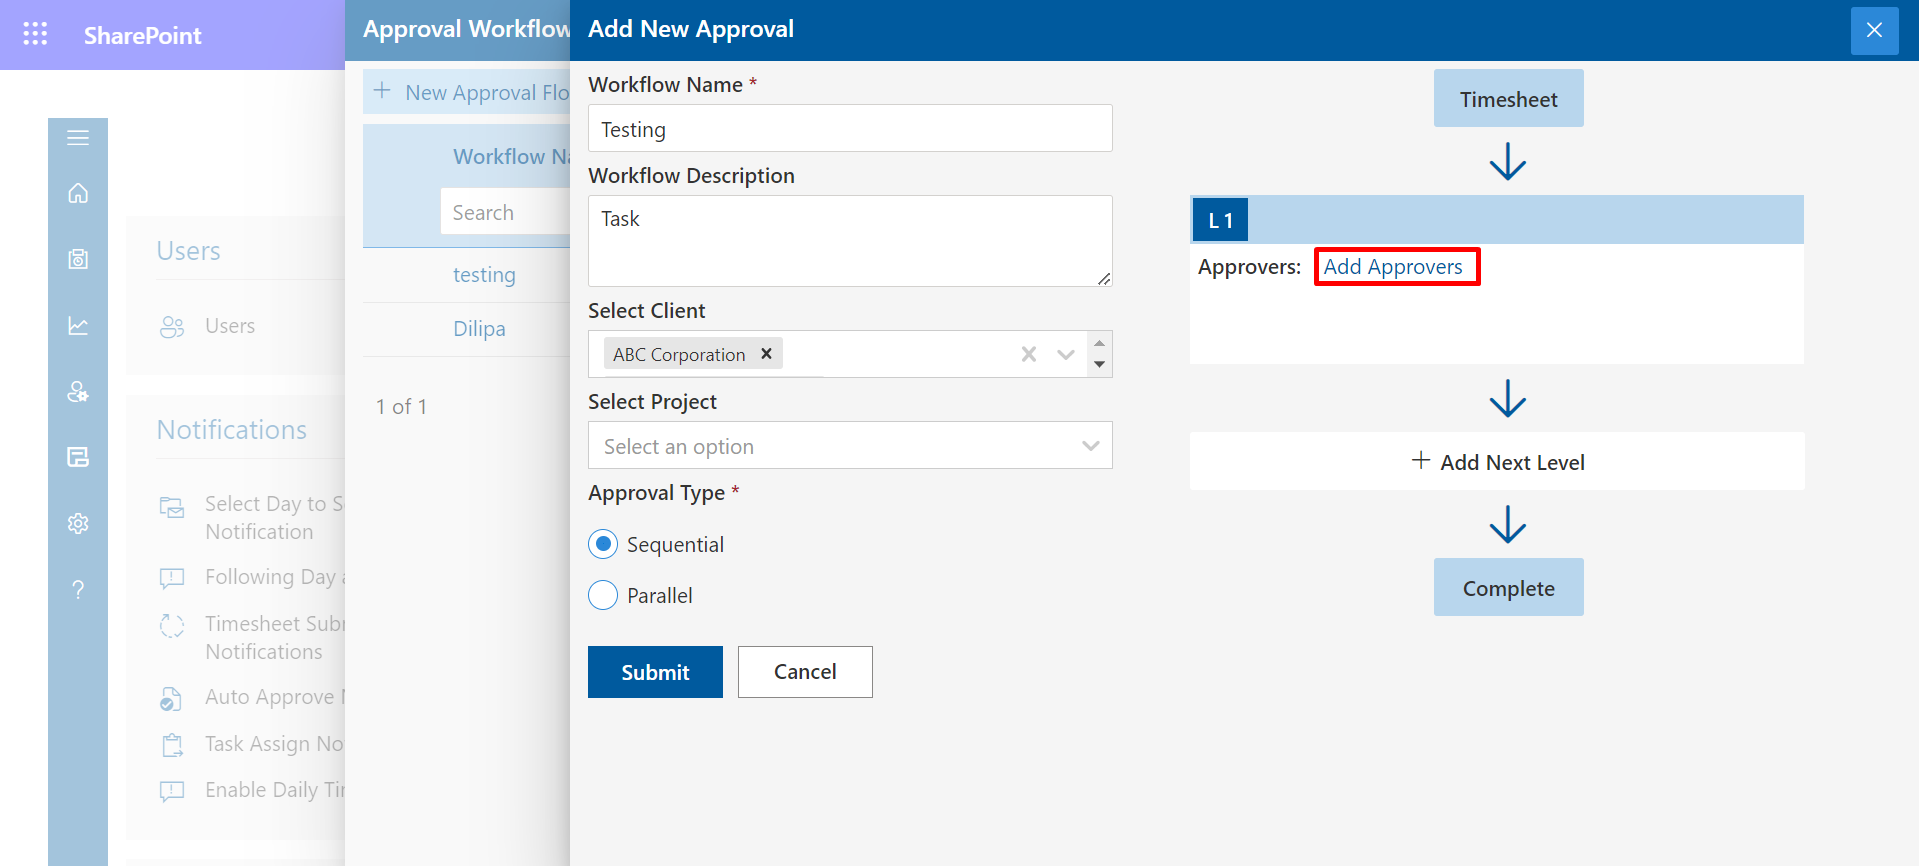 SharePoint
Users
Users
Notifications
Select Day to S
Notification
Following Day
Timesheet Sub
Notifications
Auto Approve
Task Assign No
Enable Daily Ti
Approval Workflow
+ New Approval Flo
Workflow Na
Search
testing
Dilipa
1 of 1
Add New Approval
Workflow Name *
Testing
Workflow Description
Task
Select Client
ABC Corporation
Select Project
Select an option
Approval Type *
Sequential
Parallel
Submit
Cancel
Timesheet
L 1
Approvers: Add Approvers
+ Add Next Level
Complete